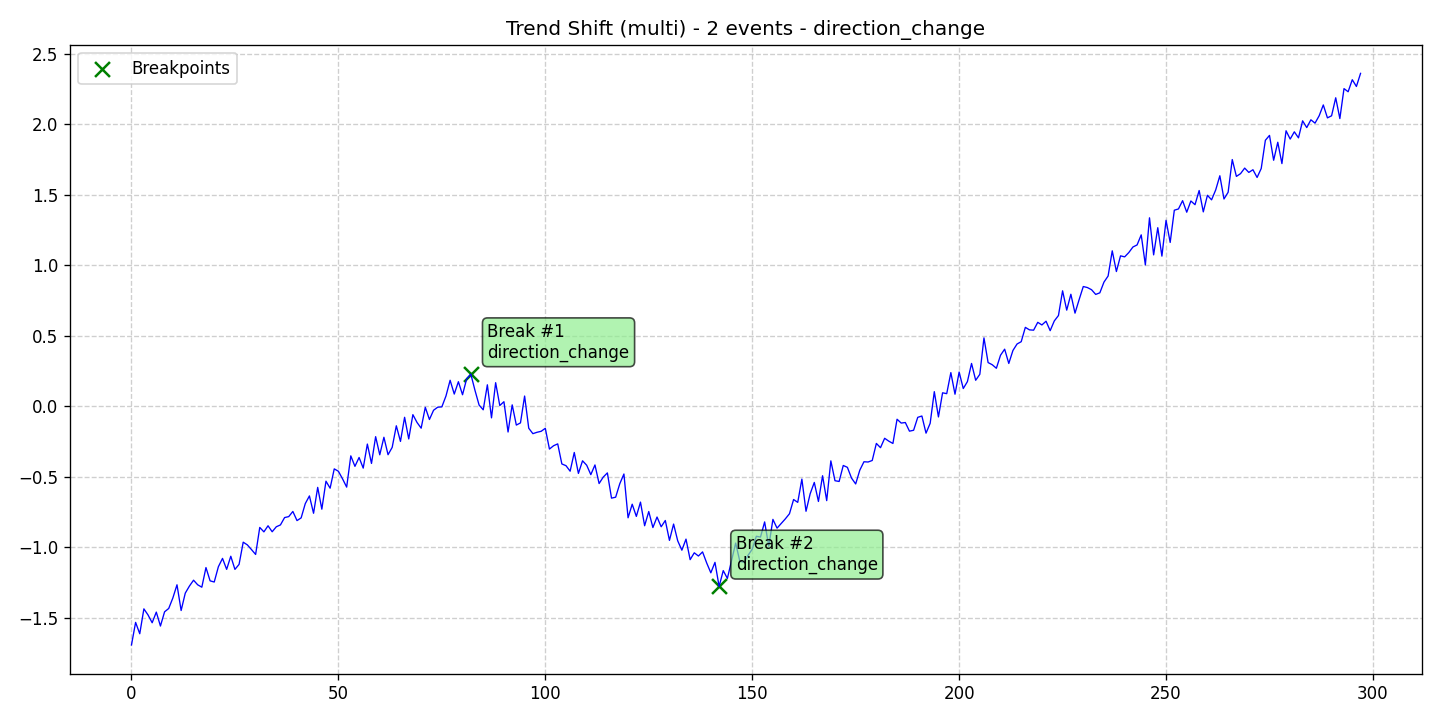 Trend Shift (multi) - 2 events - direction_change
Breakpoints
2.5
2.0
1.5
1.0
0.5
0.0
−0.5
−1.0
−1.5
Break #1
direction_change
Break #2
direction_change
0
50
100
150
200
250
300